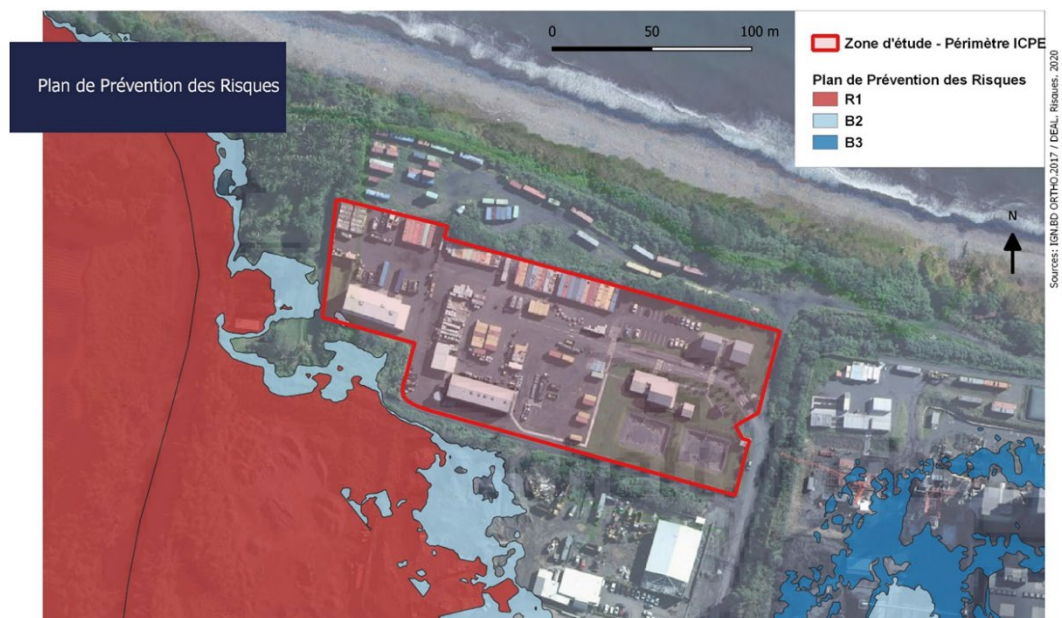 Plan de Prévention des Risques
0 50 100 m
Zone d'étude - Périmètre ICPE
Plan de Prévention des Risques
R1
B2
B3
N
Sources: IGN.BD ORTHO.2017 / DEAL, Risques, 2020